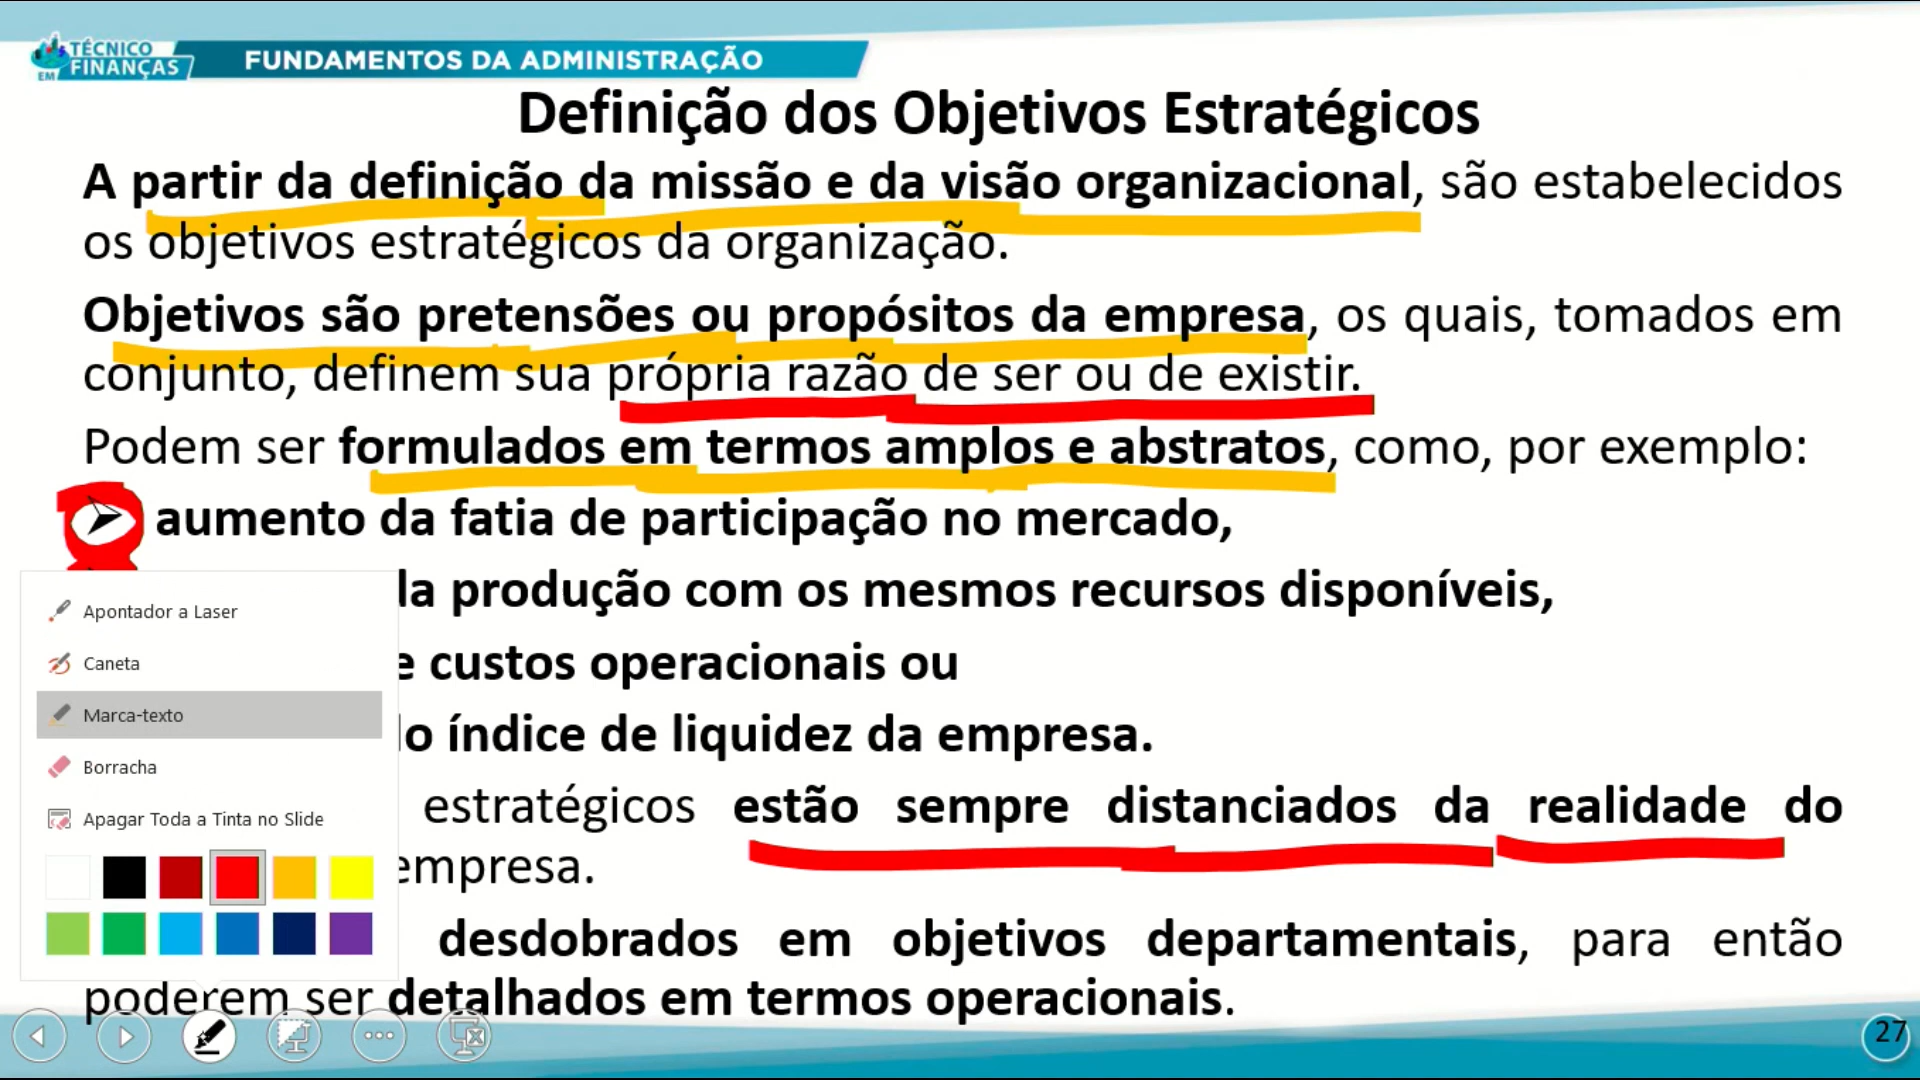 TÉCNICO
EM FINANÇAS
FUNDAMENTOS DA ADMINISTRAÇÃO
Definição dos Objetivos Estratégicos
A partir da definição da missão e da visão organizacional, são estabelecidos
os objetivos estratégicos da organização.
Objetivos são pretensões ou propósitos da empresa, os quais, tomados em
conjunto, definem sua própria razão de ser ou de existir.
Podem ser formulados em termos amplos e abstratos, como, por exemplo:
➢ aumento da fatia de participação no mercado,
la produção com os mesmos recursos disponíveis,
e custos operacionais ou
lo índice de liquidez da empresa.
estratégicos estão sempre distanciados da realidade do
empresa.
desdobrados em objetivos departamentais, para então
poderem ser detalhados em termos operacionais.
Apontador a Laser
Caneta
Marca-texto
Borracha
Apagar Toda a Tinta no Slide
27